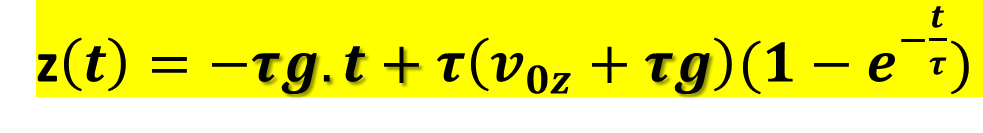 z(t) = −τg.t + τ(v₀z + τg)(1 − e^(−t/τ))